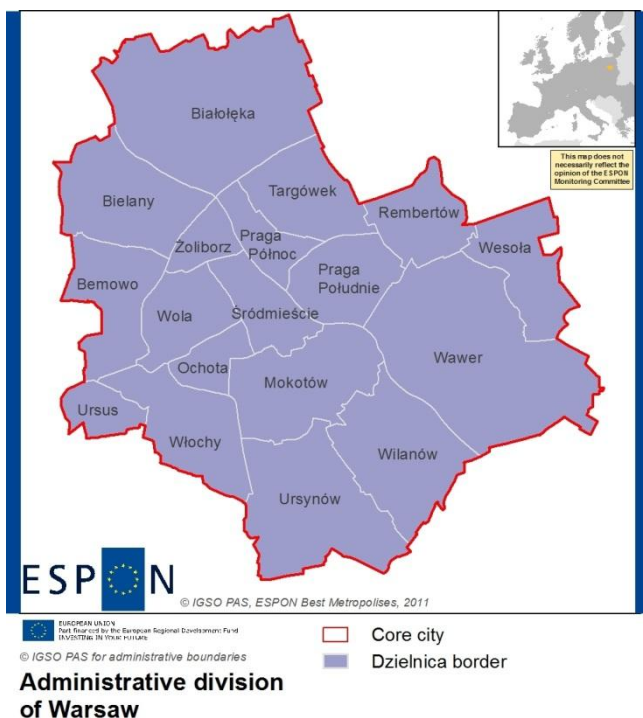 Białołęka
This map does not
necessarily reflect the
opinion of the ESPON
Monitoring Committee
Targówek
Bielany
Rembertów
Żoliborz
Praga
Północ
Wesoła
Bemowo
Praga
Południe
Wola
Śródmieście
Wawer
Ochota
Mokotów
Ursus
Włochy
Wilanów
Ursynów
ESPON
© IGSO PAS, ESPON Best Metropolises, 2011
EUROPEAN UNION
Part financed by the European Regional Development Fund
INVESTING IN YOUR FUTURE
© IGSO PAS for administrative boundaries
Core city
Dzielnica border
Administrative division
of Warsaw